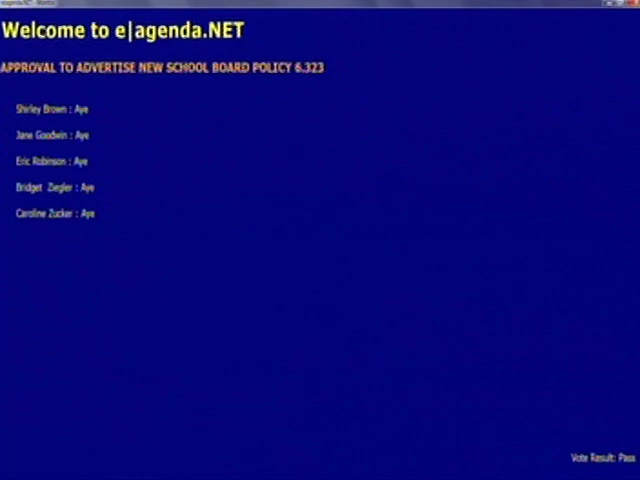 Welcome to e|agenda.NET
APPROVAL TO ADVERTISE NEW SCHOOL BOARD POLICY 6.323
Shirley Brown : Aye
Jane Goodwin : Aye
Eric Robinson : Aye
Bridget Ziegler : Aye
Caroline Zucker : Aye
Vote Result: Pass